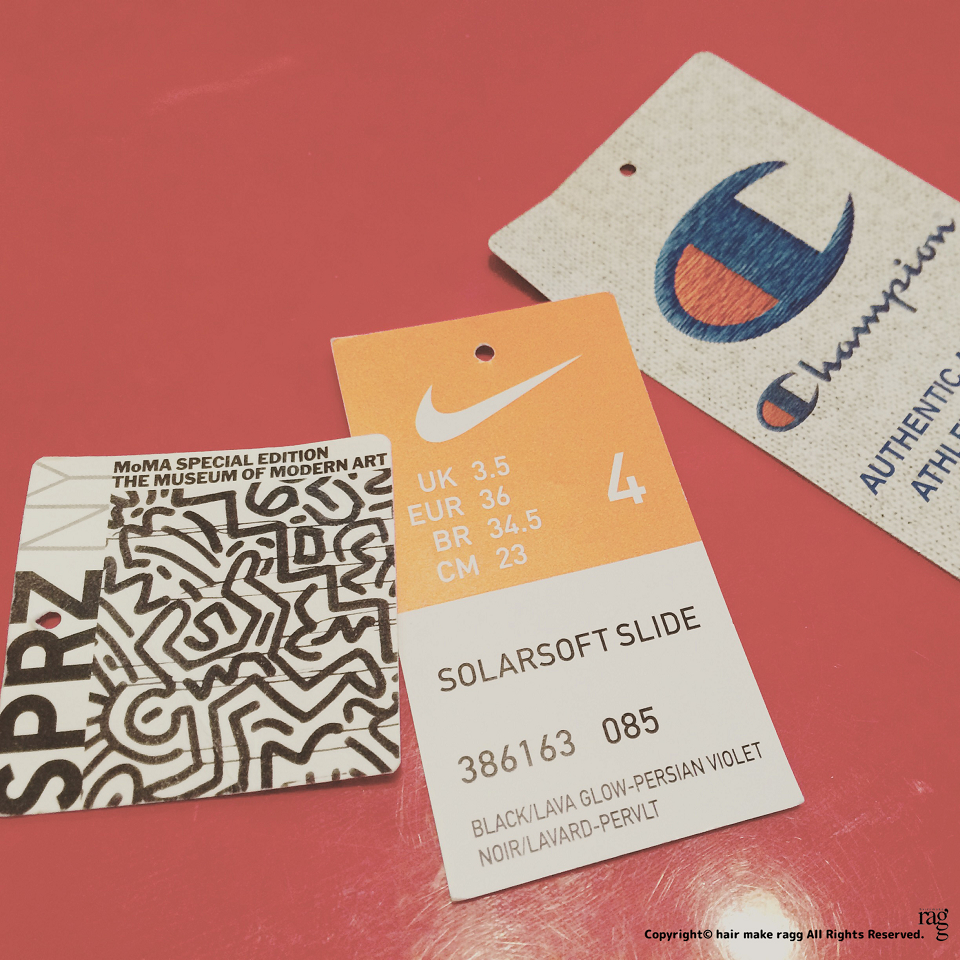 Champion
AUTHENTIC
UK 3.5
EUR 36
BR 34.5
CM 23
4
SOLARSOFT SLIDE
386163 085
BLACK/LAVA GLOW-PERSIAN VIOLET
NOIR/LAVARD-PERVLT
MoMA SPECIAL EDITION
THE MUSEUM OF MODERN ART
SPRZ NY
ragg
Copyright© hair make ragg All Rights Reserved.